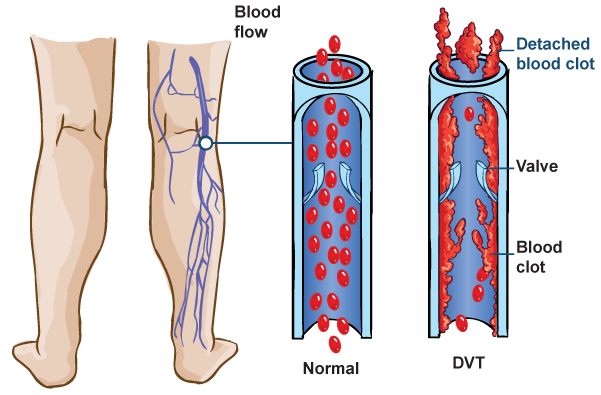 Blood
flow
Detached
blood clot
Valve
Blood
clot
Normal
DVT